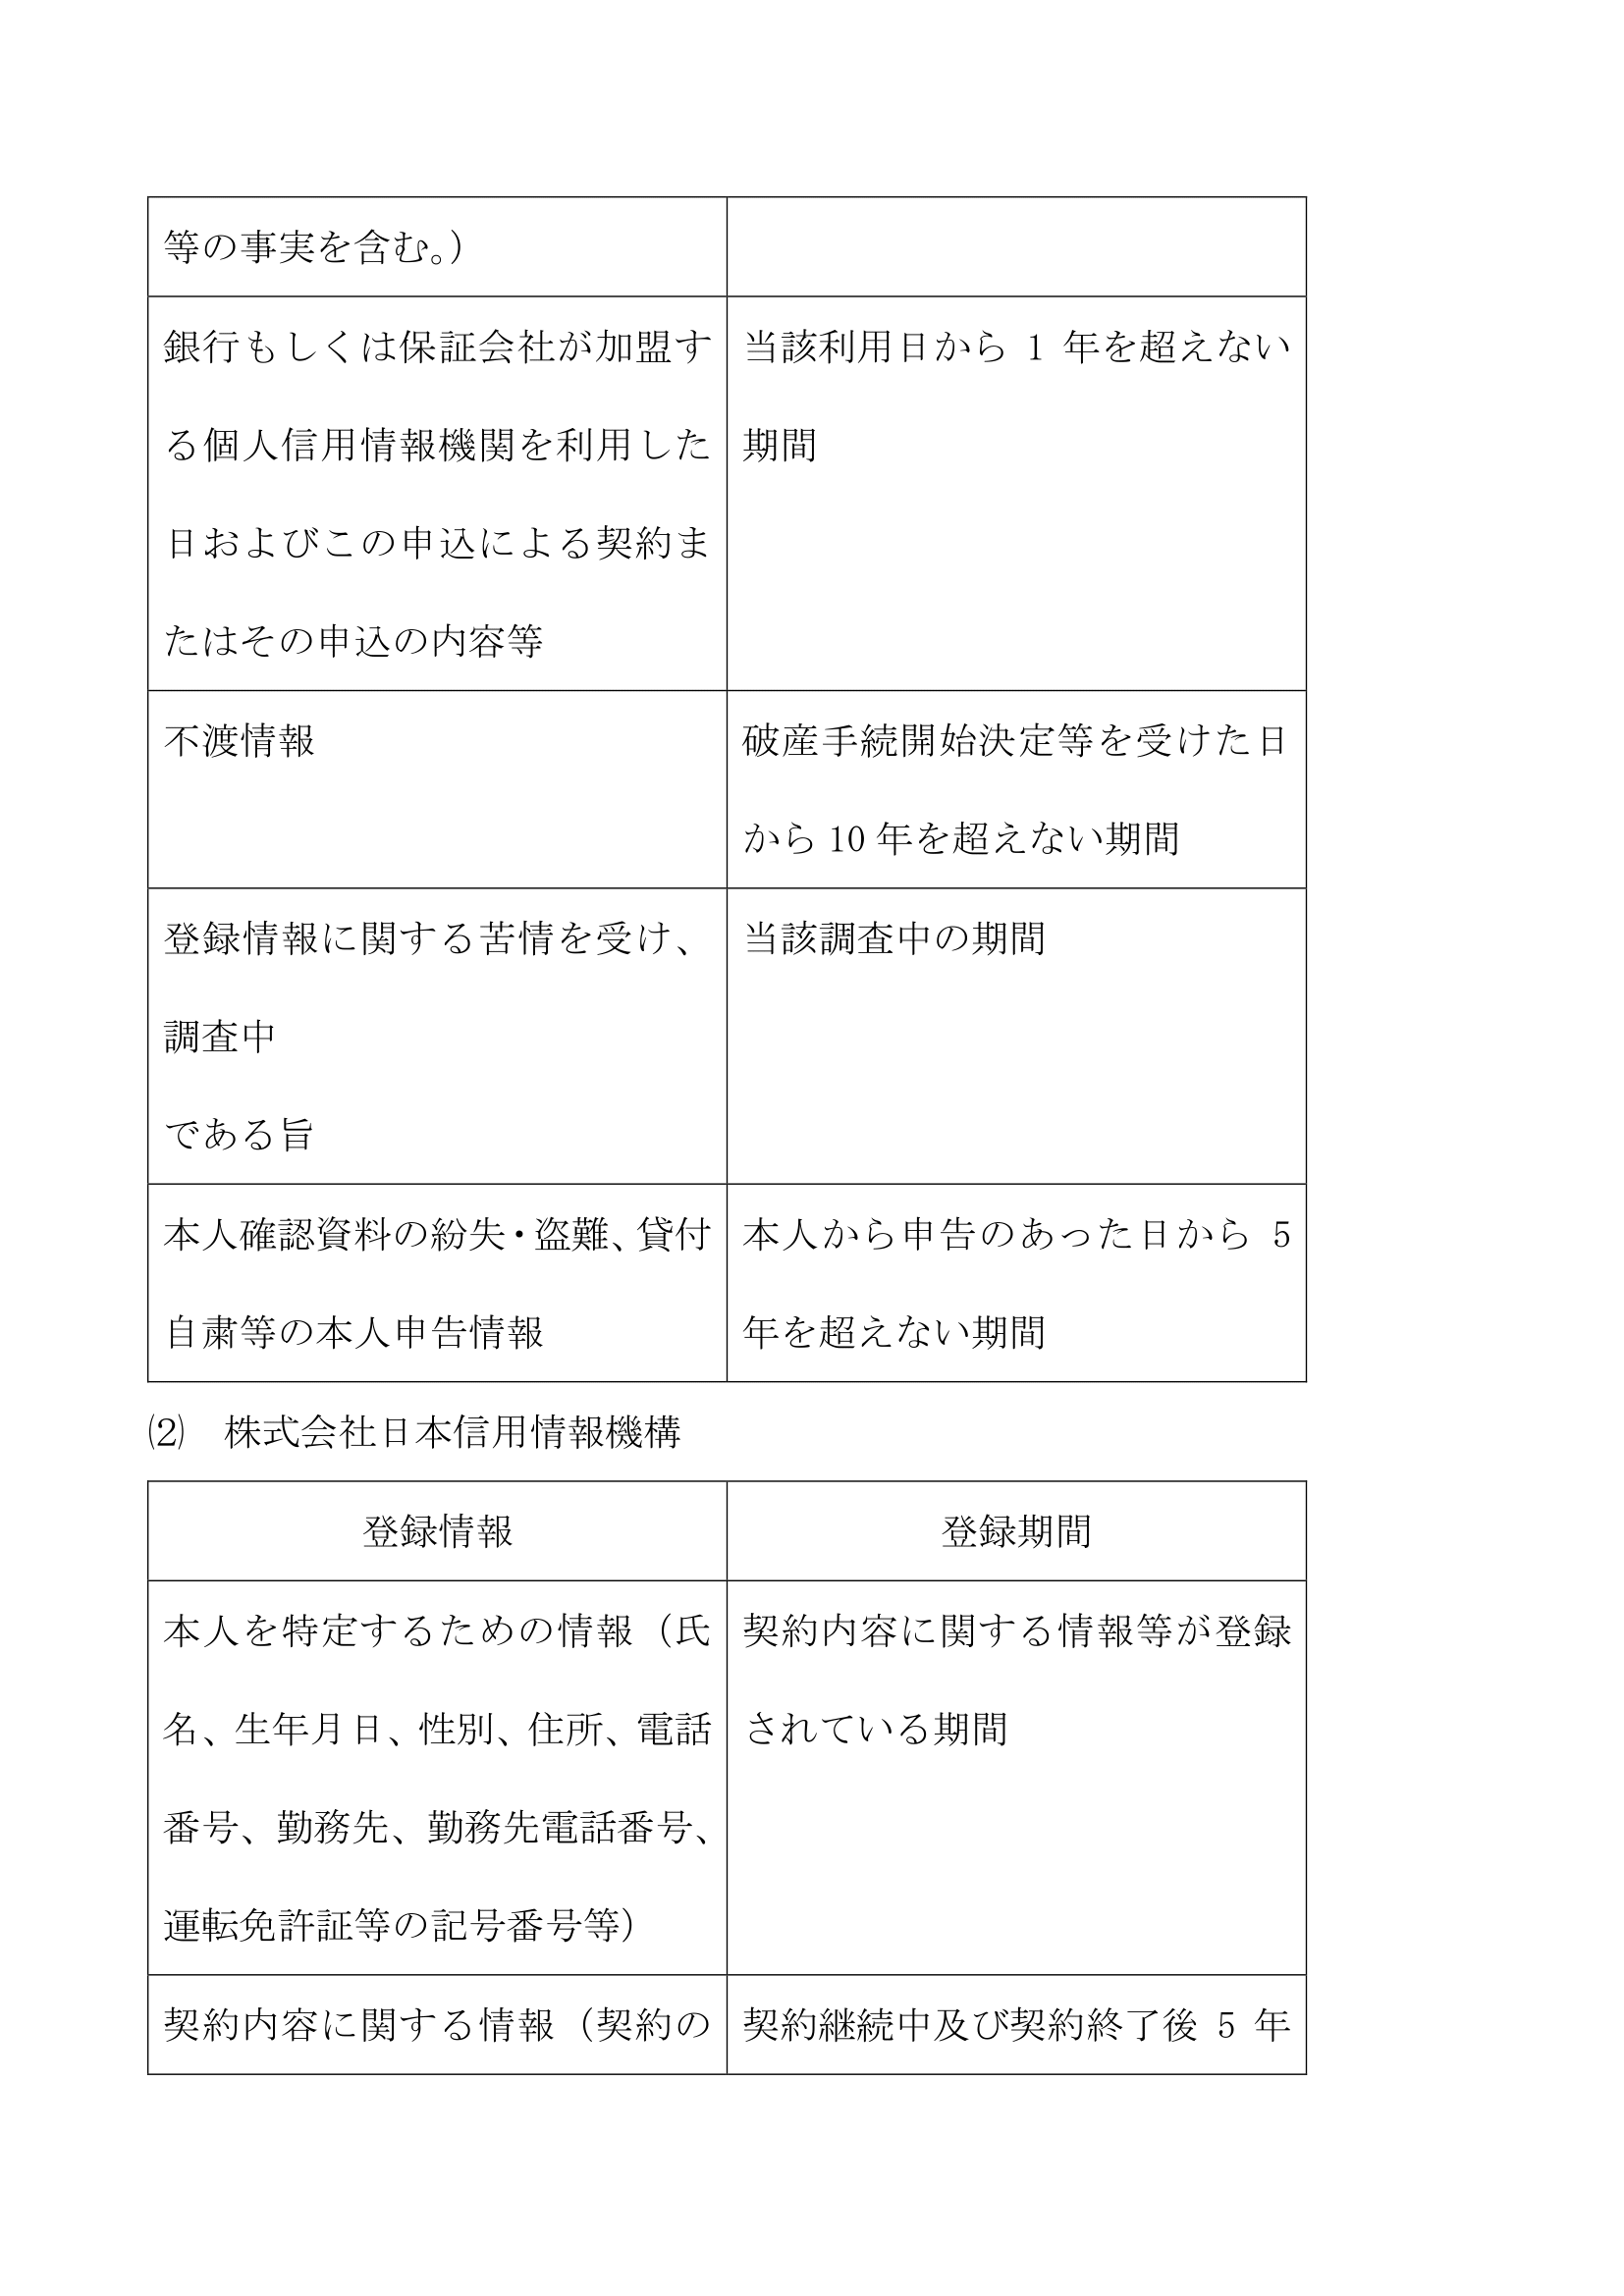 等の事実を含む。）
銀行もしくは保証会社が加盟す
る個人信用情報機関を利用した
日およびこの申込による契約ま
たはその申込の内容等
当該利用日から 1 年を超えない
期間
不渡情報
破産手続開始決定等を受けた日
から 10 年を超えない期間
登録情報に関する苦情を受け、
調査中
である旨
当該調査中の期間
本人確認資料の紛失・盗難、貸付
自粛等の本人申告情報
本人から申告のあった日から 5
年を超えない期間
⑵　株式会社日本信用情報機構
登録情報
登録期間
本人を特定するための情報（氏
名、生年月日、性別、住所、電話
番号、勤務先、勤務先電話番号、
運転免許証等の記号番号等）
契約内容に関する情報等が登録
されている期間
契約内容に関する情報（契約の
契約継続中及び契約終了後 5 年